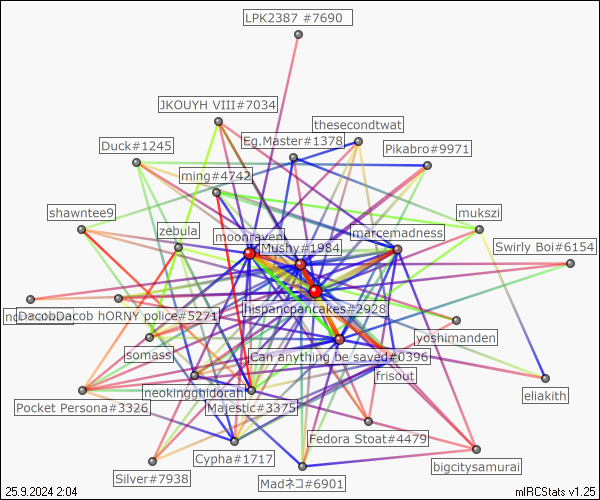 LPK2387 #7690
JKOUYH VIII#7034
thesecondtwat
Duck#1245
Eg.Master#1378
Pikabro#9971
ming#4742
shawntee9
mukszi
zebula
moonraven
marcemadness
Mushy#1984
Swirly Boi#6154
DacobDacob hORNY police#5271
hispancpancakes#2928
yoshimanden
somass
Can anything be saved#0396
frisout
neokingghidorah
eliakith
Pocket Persona#3326
Majestic#3375
Fedora Stoat#4479
Cypha#1717
bigcitysamurai
Silver#7938
Madネコ#6901
25.9.2024 2:04
mIRCStats v1.25